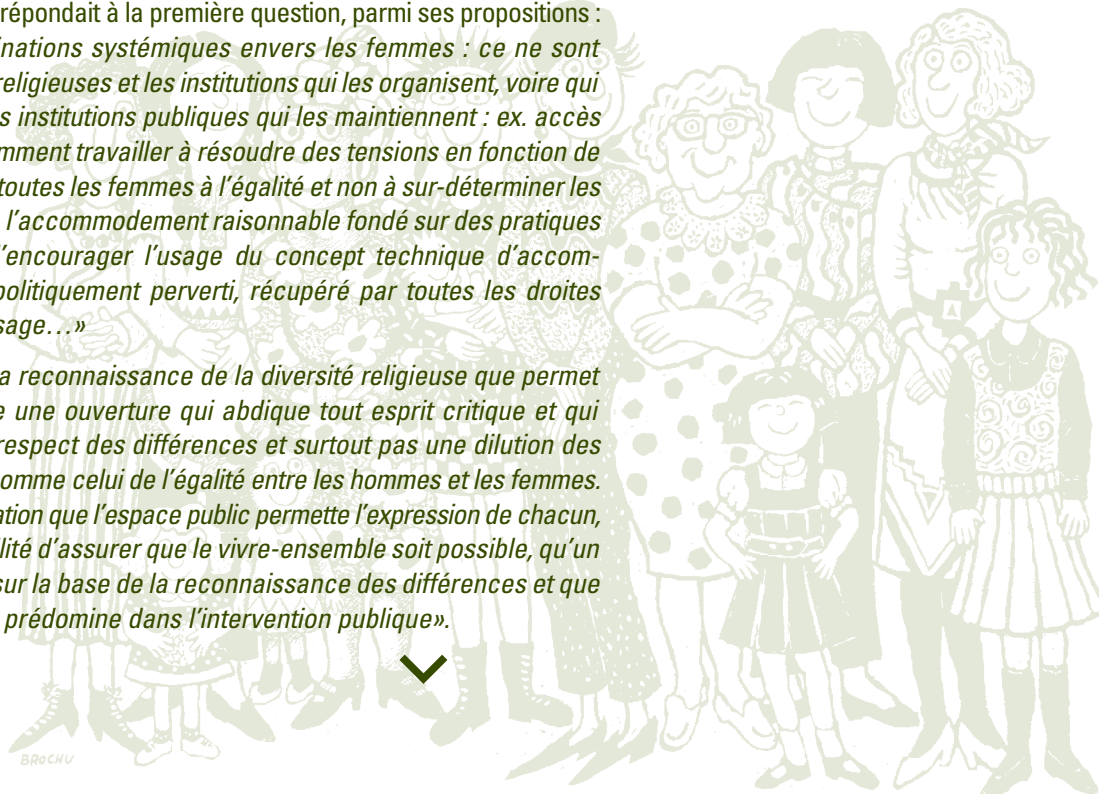 répondait à la première question, parmi ses propositions :
inations systémiques envers les femmes : ce ne sont
religieuses et les institutions qui les organisent, voire qui
s institutions publiques qui les maintiennent : ex. accès
mment travailler à résoudre des tensions en fonction de
toutes les femmes à l'égalité et non à sur-déterminer les
l'accommodement raisonnable fondé sur des pratiques
l'encourager l'usage du concept technique d'accom-
politiquement perverti, récupéré par toutes les droites
sage…»
a reconnaissance de la diversité religieuse que permet
e une ouverture qui abdique tout esprit critique et qui
respect des différences et surtout pas une dilution des
omme celui de l'égalité entre les hommes et les femmes.
ation que l'espace public permette l'expression de chacun,
ilité d'assurer que le vivre-ensemble soit possible, qu'un
sur la base de la reconnaissance des différences et que
prédomine dans l'intervention publique».
BROCHU